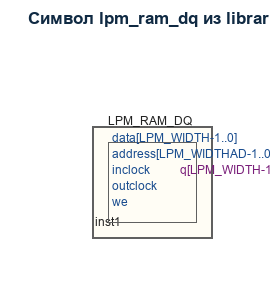 Символ lpm_ram_dq из librar
LPM_RAM_DQ
data[LPM_WIDTH-1..0]
address[LPM_WIDTHAD-1..0
inclock q[LPM_WIDTH-1
outclock
we
inst1